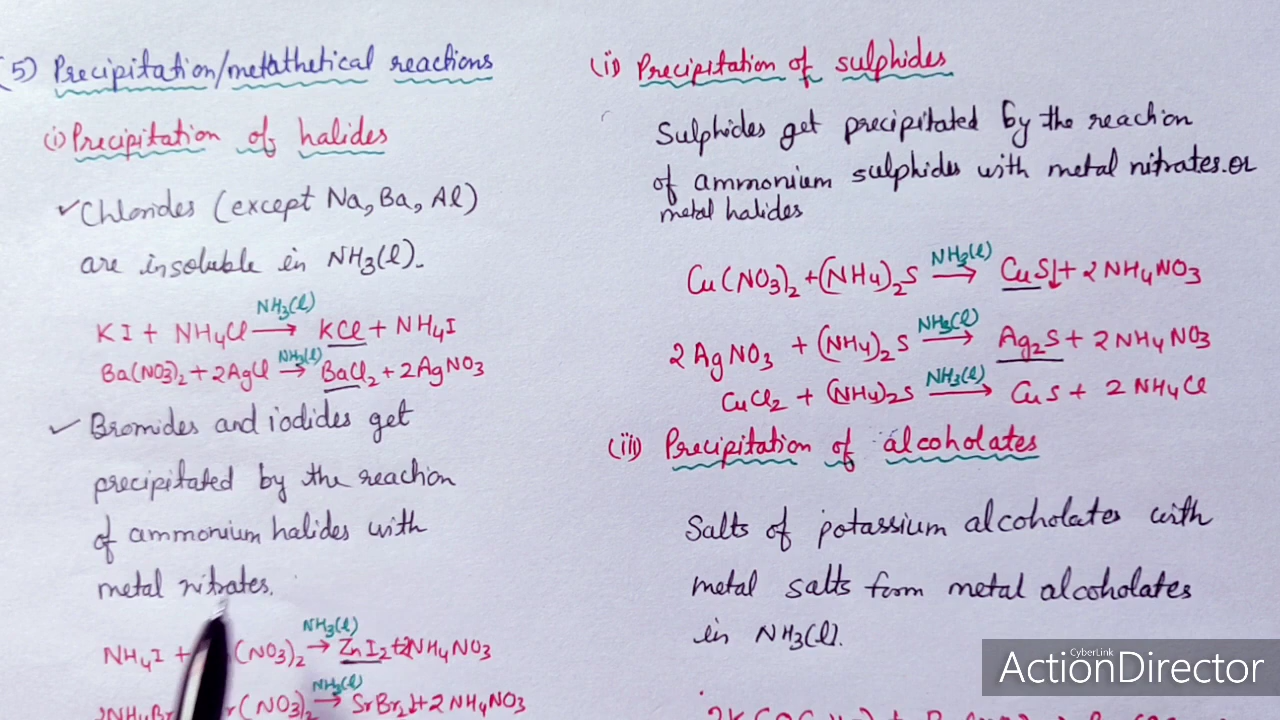 (5) Precipitation/metathetical reactions
(i) Precipitation of halides
✓Chlorides (except Na, Ba, Al)
are insoluble in NH3(l).
NH3(l)
KI + NH4Cl → KCl + NH4I
NH3(l)
Ba(NO3)2 + 2AgCl → BaCl2 + 2AgNO3
✓ Bromides and iodides get
precipitated by the reaction
of ammonium halides with
metal nitrates.
NH3(l)
NH4I + (NO3)2 → ZnI2 + 2NH4NO3
NH3(l)
2NH4Br (NO3)2 → SrBr2↓ + 2NH4NO3
(ii) Precipitation of sulphides
Sulphides get precipitated by the reaction
of ammonium sulphides with metal nitrates. or
metal halides
NH3(l)
Cu(NO3)2 + (NH4)2S → CuS↓ + 2NH4NO3
NH3(l)
2AgNO3 + (NH4)2S → Ag2S + 2NH4NO3
NH3(l)
CuCl2 + (NH4)2S → CuS + 2NH4Cl
(iii) Precipitation of alcoholates
Salts of potassium alcoholates with
metal salts form metal alcoholates
in NH3(l).
CyberLink
ActionDirector